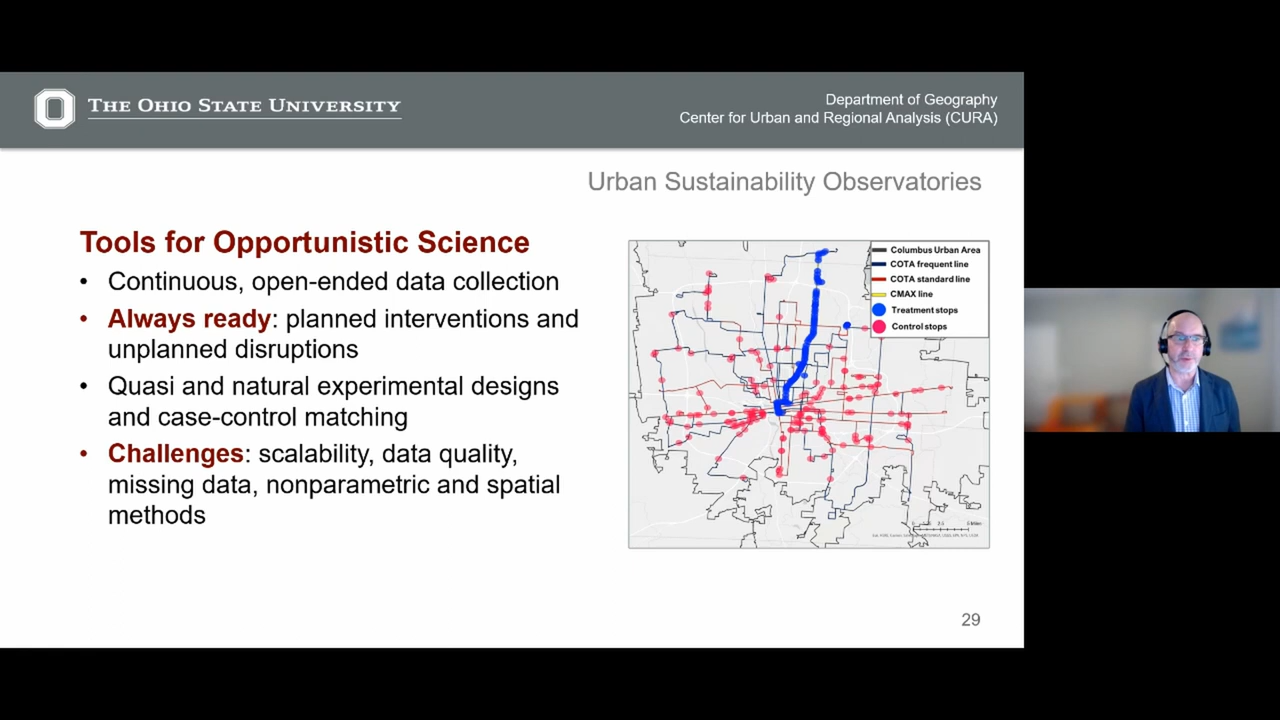 THE OHIO STATE UNIVERSITY
Department of Geography
Center for Urban and Regional Analysis (CURA)
Urban Sustainability Observatories
Tools for Opportunistic Science
• Continuous, open-ended data collection
• Always ready: planned interventions and
unplanned disruptions
• Quasi and natural experimental designs
and case-control matching
• Challenges: scalability, data quality,
missing data, nonparametric and spatial
methods
Columbus Urban Area
COTA frequent line
COTA standard line
CMAX line
Treatment stops
Control stops
5 Miles
29